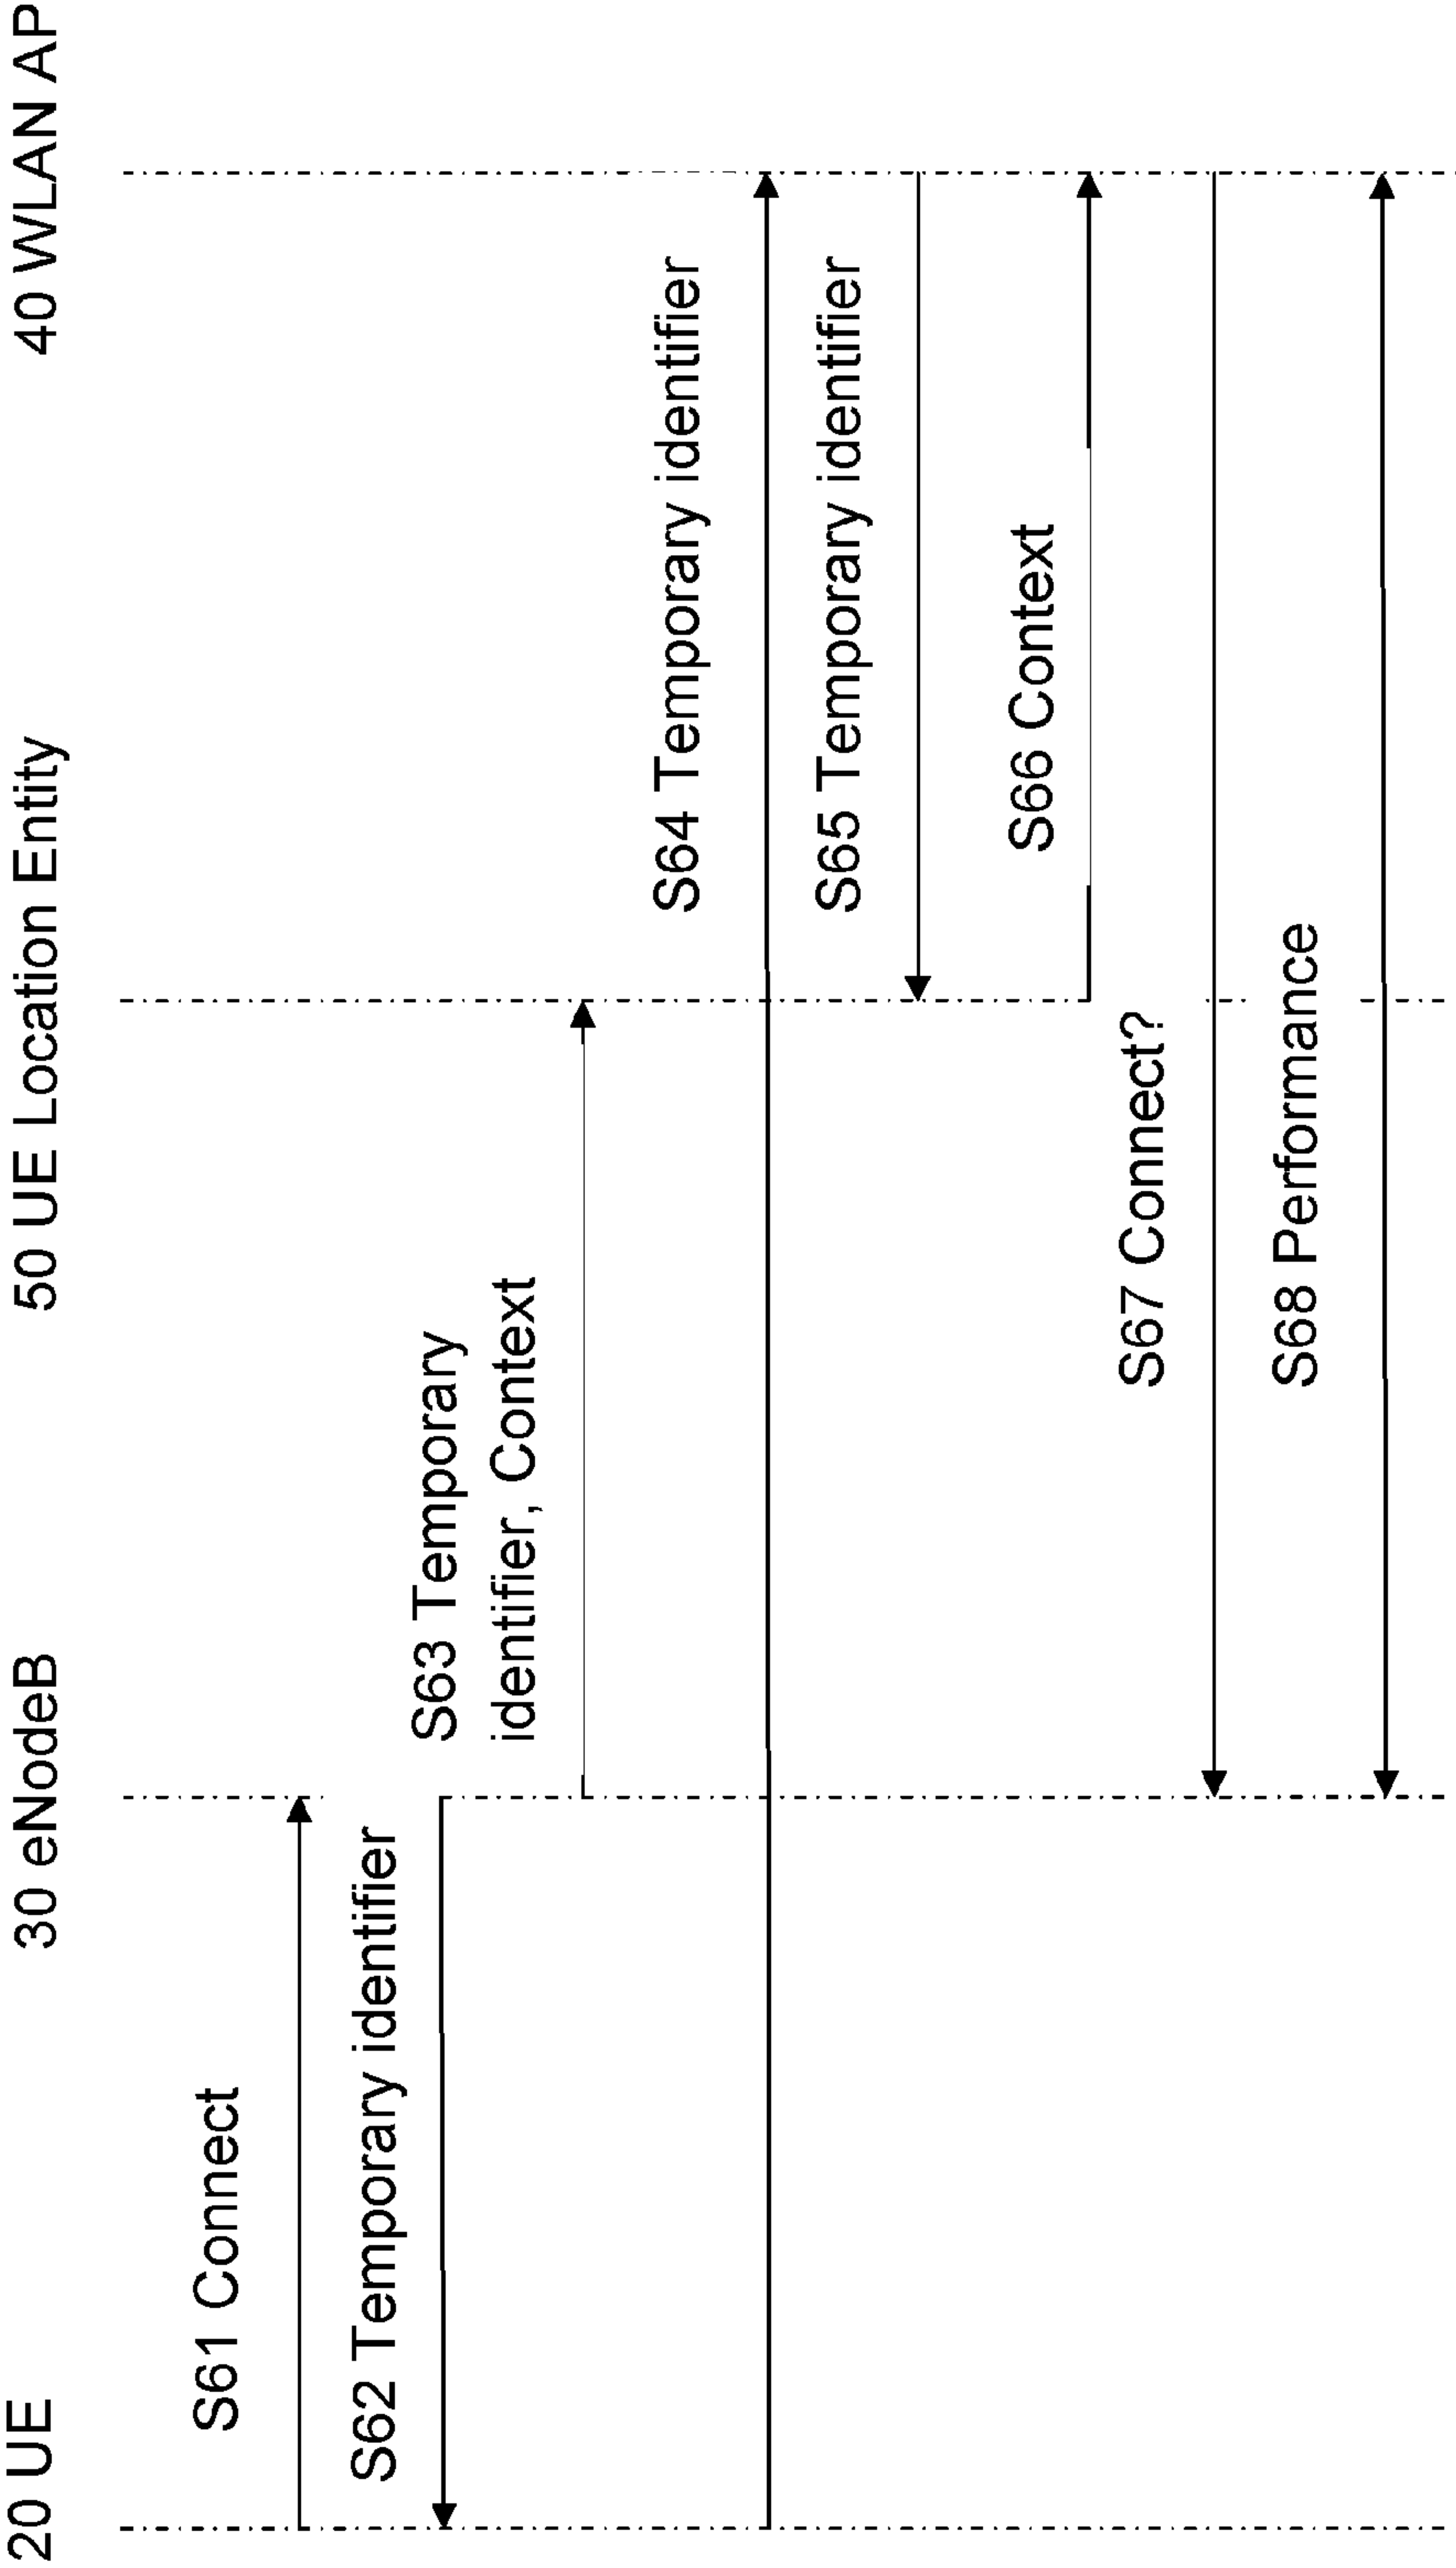 20 UE
30 eNodeB
50 UE Location Entity
40 WLAN AP
S61 Connect
S62 Temporary identifier
S63 Temporary
identifier, Context
S64 Temporary identifier
S65 Temporary identifier
S66 Context
S67 Connect?
S68 Performance